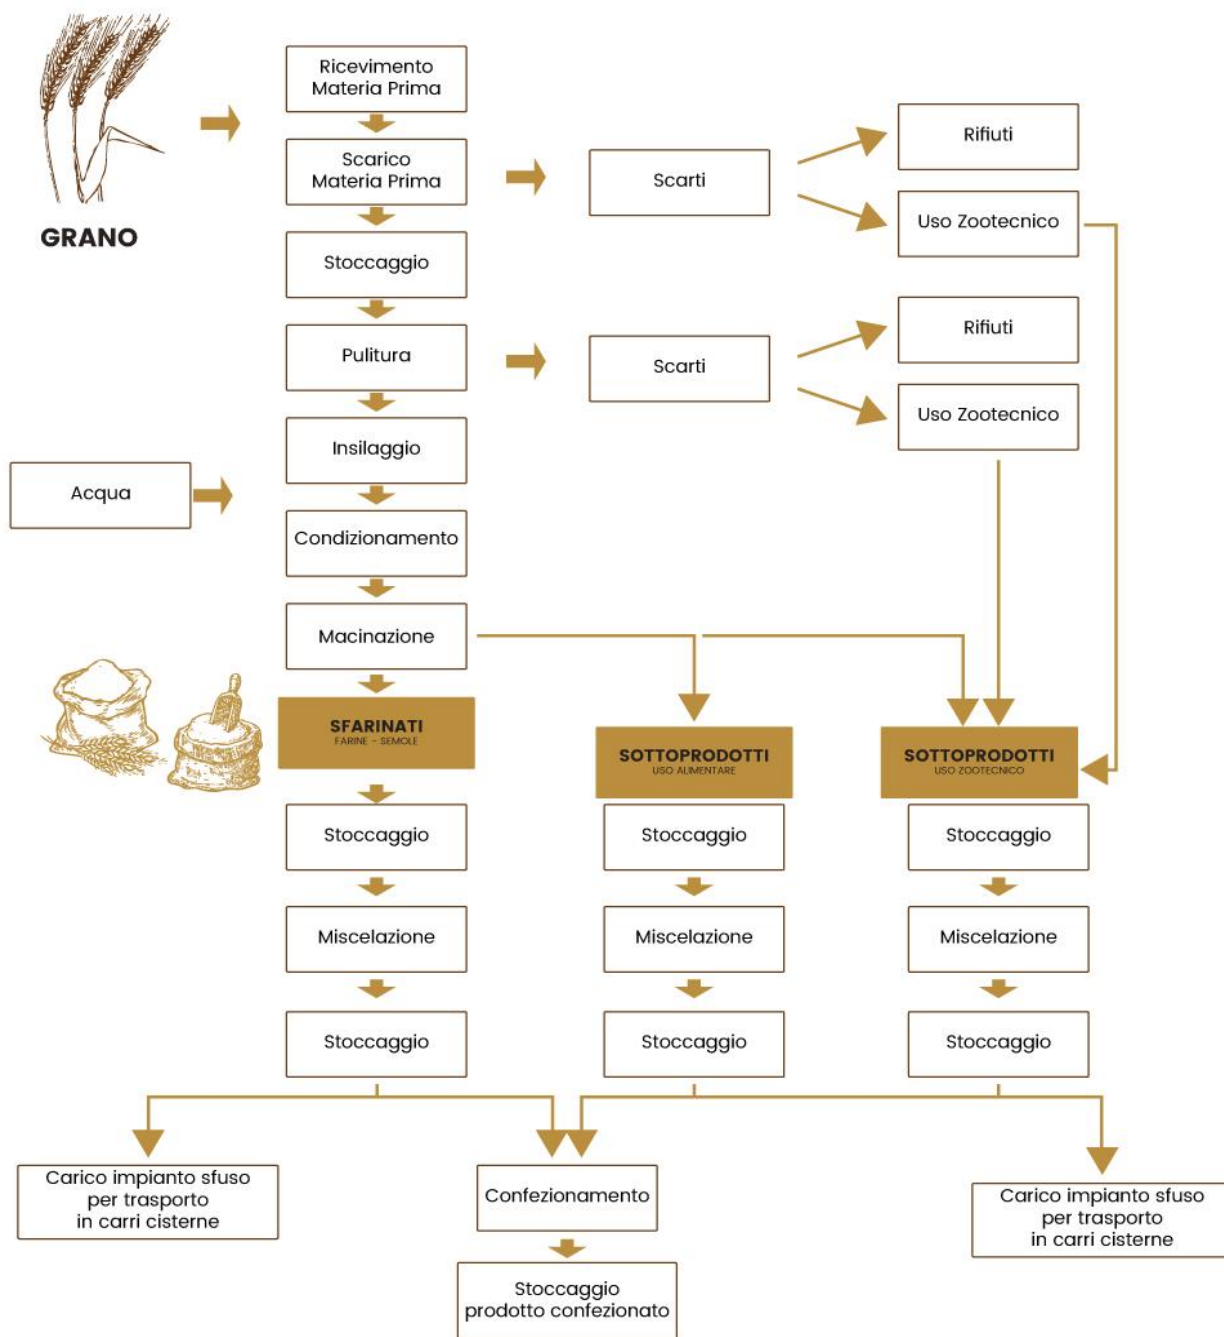 Ricevimento
Materia Prima
GRANO
Scarico
Materia Prima
Scarti
Rifiuti
Uso Zootecnico
Stoccaggio
Pulitura
Scarti
Rifiuti
Uso Zootecnico
Insilaggio
Acqua
Condizionamento
Macinazione
SFARINATI
FARINE - SEMOLE
SOTTOPRODOTTI
USO ALIMENTARE
SOTTOPRODOTTI
USO ZOOTECNICO
Stoccaggio
Stoccaggio
Stoccaggio
Miscelazione
Miscelazione
Miscelazione
Stoccaggio
Stoccaggio
Stoccaggio
Carico impianto sfuso
per trasporto
in carri cisterne
Confezionamento
Carico impianto sfuso
per trasporto
in carri cisterne
Stoccaggio
prodotto confezionato